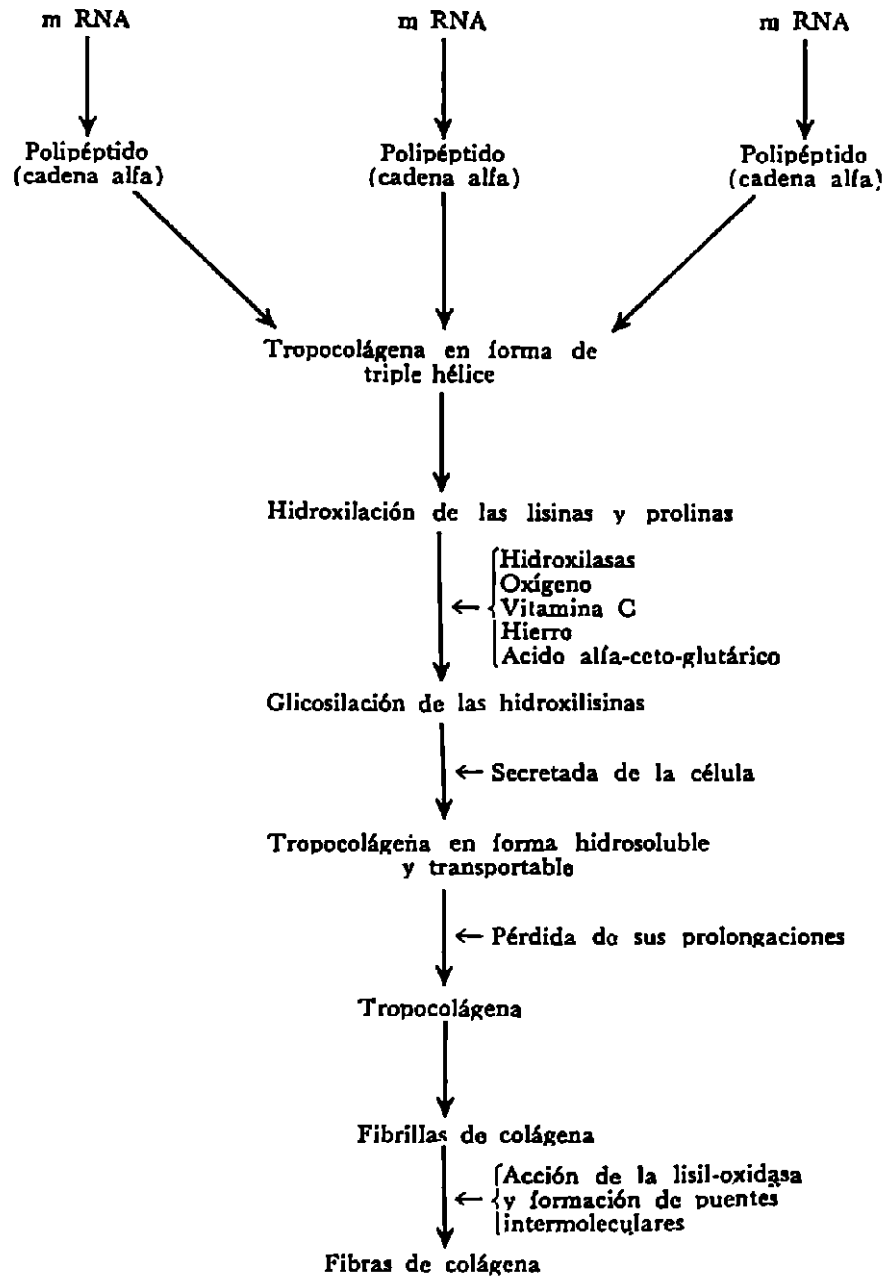 m RNA
m RNA
m RNA
Polipéptido
(cadena alfa)
Polipéptido
(cadena alfa)
Polipéptido
(cadena alfa)
Tropocolágena en forma de
triple hélice
Hidroxilación de las lisinas y prolinas
Hidroxilasas
Oxígeno
Vitamina C
Hierro
Acido alfa-ceto-glutárico
Glicosilación de las hidroxilisinas
Secretada de la célula
Tropocolágena en forma hidrosoluble
y transportable
Pérdida de sus prolongaciones
Tropocolágena
Fibrillas de colágena
Acción de la lisil-oxidasa
y formación de puentes
intermoleculares
Fibras de colágena